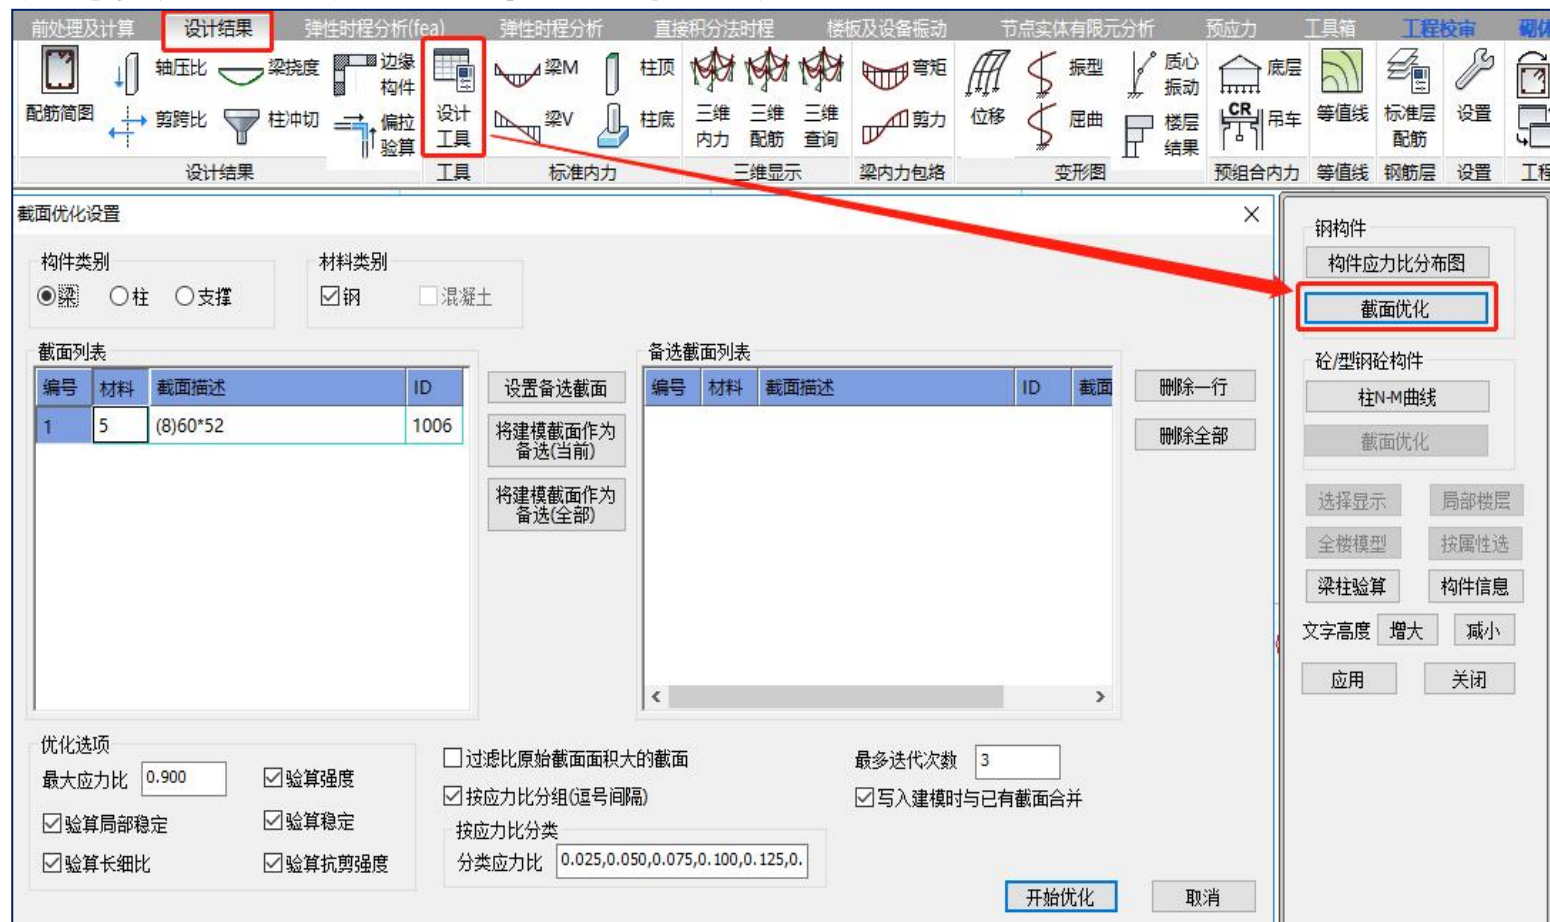 前处理及计算 设计结果 弹性时程分析(fea) 弹性时程分析 直接积分法时程 楼板及设备振动 节点实体有限元分析 预应力 工具箱 工程校审 砌体
轴压比 梁挠度 边缘构件 梁M 柱顶 弯矩 振型 质心振动 底层
配筋简图 剪跨比 柱冲切 偏拉验算 设计工具 梁V 柱底 三维内力 三维配筋 三维查询 剪力 位移 屈曲 楼层结果 CR 吊车 等值线 标准层配筋 设置
设计结果 工具 标准内力 三维显示 梁内力包络 变形图 预组合内力 等值线 钢筋层 设置 工程
截面优化设置
构件类别 材料类别
梁 柱 支撑 钢 混凝土
截面列表 备选截面列表
编号 材料 截面描述 ID 设置备选截面 编号 材料 截面描述 ID 截面 删除一行
1 5 (8)60*52 1006 将建模截面作为 删除全部
备选(当前)
将建模截面作为
备选(全部)
优化选项
最大应力比 0.900 验算强度
验算局部稳定 验算稳定
验算长细比 验算抗剪强度
过滤比原始截面面积大的截面 最多迭代次数 3
按应力比分组(逗号间隔) 写入建模时与已有截面合并
按应力比分类
分类应力比 0.025,0.050,0.075,0.100,0.125,0.
开始优化 取消
钢构件
构件应力比分布图
截面优化
砼/型钢砼构件
柱N-M曲线
截面优化
选择显示 局部楼层
全楼模型 按属性选
梁柱验算 构件信息
文字高度 增大 减小
应用 关闭